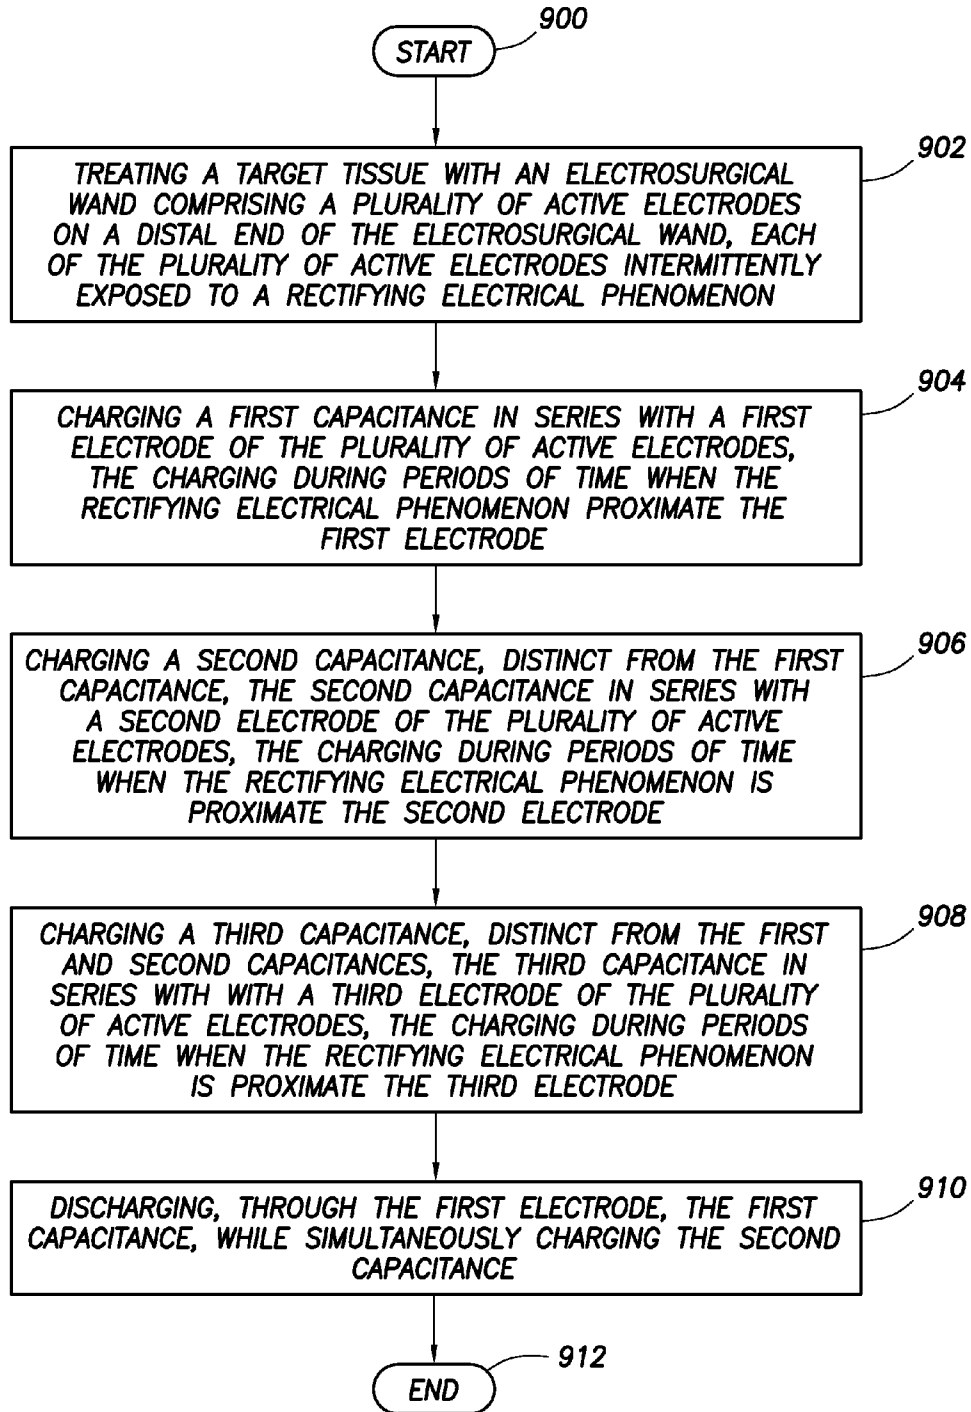 START
900
902
TREATING A TARGET TISSUE WITH AN ELECTROSURGICAL
WAND COMPRISING A PLURALITY OF ACTIVE ELECTRODES
ON A DISTAL END OF THE ELECTROSURGICAL WAND, EACH
OF THE PLURALITY OF ACTIVE ELECTRODES INTERMITTENTLY
EXPOSED TO A RECTIFYING ELECTRICAL PHENOMENON
904
CHARGING A FIRST CAPACITANCE IN SERIES WITH A FIRST
ELECTRODE OF THE PLURALITY OF ACTIVE ELECTRODES,
THE CHARGING DURING PERIODS OF TIME WHEN THE
RECTIFYING ELECTRICAL PHENOMENON PROXIMATE THE
FIRST ELECTRODE
906
CHARGING A SECOND CAPACITANCE, DISTINCT FROM THE FIRST
CAPACITANCE, THE SECOND CAPACITANCE IN SERIES WITH
A SECOND ELECTRODE OF THE PLURALITY OF ACTIVE
ELECTRODES, THE CHARGING DURING PERIODS OF TIME
WHEN THE RECTIFYING ELECTRICAL PHENOMENON IS
PROXIMATE THE SECOND ELECTRODE
908
CHARGING A THIRD CAPACITANCE, DISTINCT FROM THE FIRST
AND SECOND CAPACITANCES, THE THIRD CAPACITANCE IN
SERIES WITH WITH A THIRD ELECTRODE OF THE PLURALITY
OF ACTIVE ELECTRODES, THE CHARGING DURING PERIODS
OF TIME WHEN THE RECTIFYING ELECTRICAL PHENOMENON
IS PROXIMATE THE THIRD ELECTRODE
910
DISCHARGING, THROUGH THE FIRST ELECTRODE, THE FIRST
CAPACITANCE, WHILE SIMULTANEOUSLY CHARGING THE SECOND
CAPACITANCE
912
END